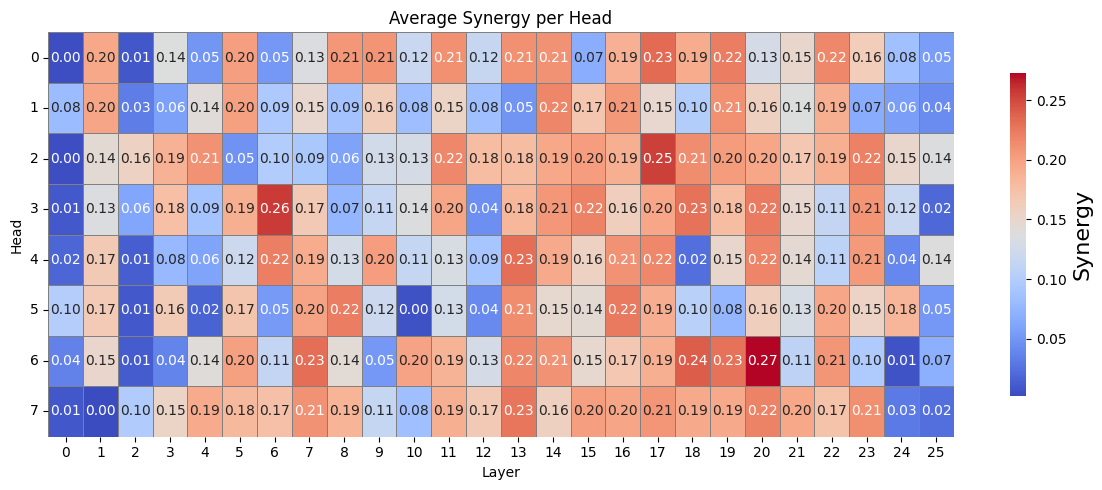 Average Synergy per Head
0 0.00 0.20 0.01 0.14 0.05 0.20 0.05 0.13 0.21 0.21 0.12 0.21 0.12 0.21 0.21 0.07 0.19 0.23 0.19 0.22 0.13 0.15 0.22 0.16 0.08 0.05
1 0.08 0.20 0.03 0.06 0.14 0.20 0.09 0.15 0.09 0.16 0.08 0.15 0.08 0.05 0.22 0.17 0.21 0.15 0.10 0.21 0.16 0.14 0.19 0.07 0.06 0.04
2 0.00 0.14 0.16 0.19 0.21 0.05 0.10 0.09 0.06 0.13 0.13 0.22 0.18 0.18 0.19 0.20 0.19 0.25 0.21 0.20 0.20 0.17 0.19 0.22 0.15 0.14
3 0.01 0.13 0.06 0.18 0.09 0.19 0.26 0.17 0.07 0.11 0.14 0.20 0.04 0.18 0.21 0.22 0.16 0.20 0.23 0.18 0.22 0.15 0.11 0.21 0.12 0.02
4 0.02 0.17 0.01 0.08 0.06 0.12 0.22 0.19 0.13 0.20 0.11 0.13 0.09 0.23 0.19 0.16 0.21 0.22 0.02 0.15 0.22 0.14 0.11 0.21 0.04 0.14
5 0.10 0.17 0.01 0.16 0.02 0.17 0.05 0.20 0.22 0.12 0.00 0.13 0.04 0.21 0.15 0.14 0.22 0.19 0.10 0.08 0.16 0.13 0.20 0.15 0.18 0.05
6 0.04 0.15 0.01 0.04 0.14 0.20 0.11 0.23 0.14 0.05 0.20 0.19 0.13 0.22 0.21 0.15 0.17 0.19 0.24 0.23 0.27 0.11 0.21 0.10 0.01 0.07
7 0.01 0.00 0.10 0.15 0.19 0.18 0.17 0.21 0.19 0.11 0.08 0.19 0.17 0.23 0.16 0.20 0.20 0.21 0.19 0.19 0.22 0.20 0.17 0.21 0.03 0.02
0 1 2 3 4 5 6 7 8 9 10 11 12 13 14 15 16 17 18 19 20 21 22 23 24 25
Layer
Head
0.25
0.20
0.15
0.10
0.05
Synergy